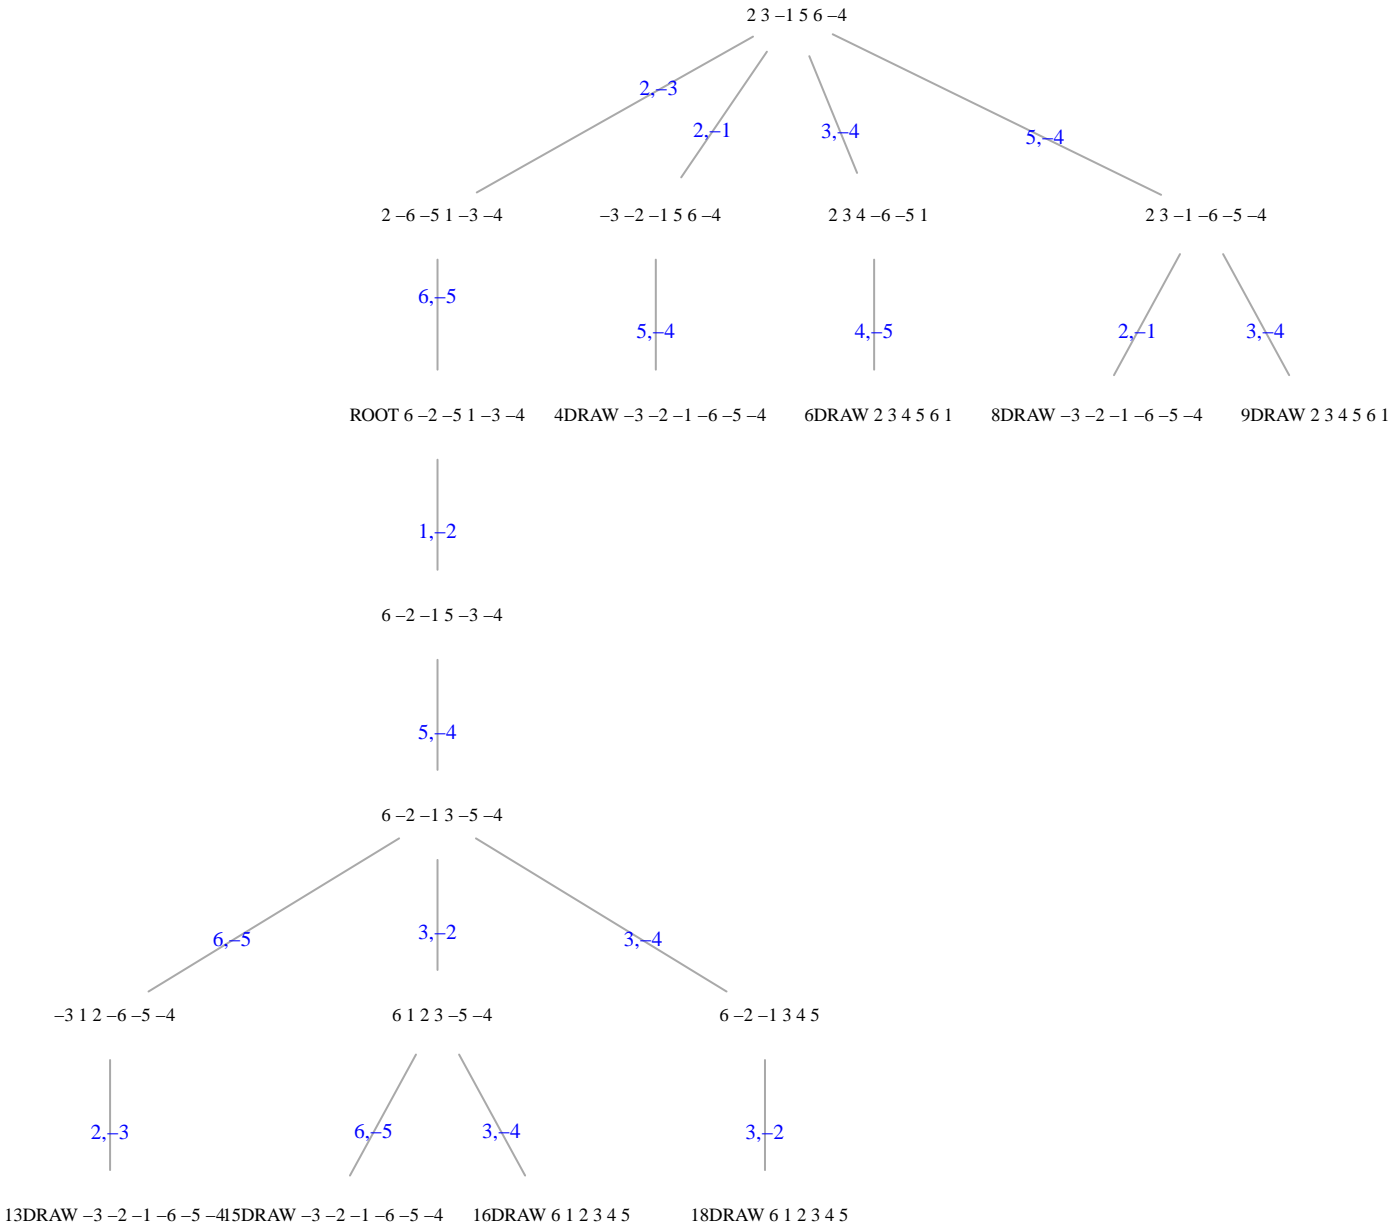 2 3 –1 5 6 –4
2,–3
2,–1
3,–4
5,–4
2 –6 –5 1 –3 –4
–3 –2 –1 5 6 –4
2 3 4 –6 –5 1
2 3 –1 –6 –5 –4
6,–5
5,–4
4,–5
2,–1
3,–4
ROOT 6 –2 –5 1 –3 –4
4DRAW –3 –2 –1 –6 –5 –4
6DRAW 2 3 4 5 6 1
8DRAW –3 –2 –1 –6 –5 –4
9DRAW 2 3 4 5 6 1
1,–2
6 –2 –1 5 –3 –4
5,–4
6 –2 –1 3 –5 –4
6,–5
3,–2
3,–4
–3 1 2 –6 –5 –4
6 1 2 3 –5 –4
6 –2 –1 3 4 5
2,–3
6,–5
3,–4
3,–2
13DRAW –3 –2 –1 –6 –5 –4
15DRAW –3 –2 –1 –6 –5 –4
16DRAW 6 1 2 3 4 5
18DRAW 6 1 2 3 4 5